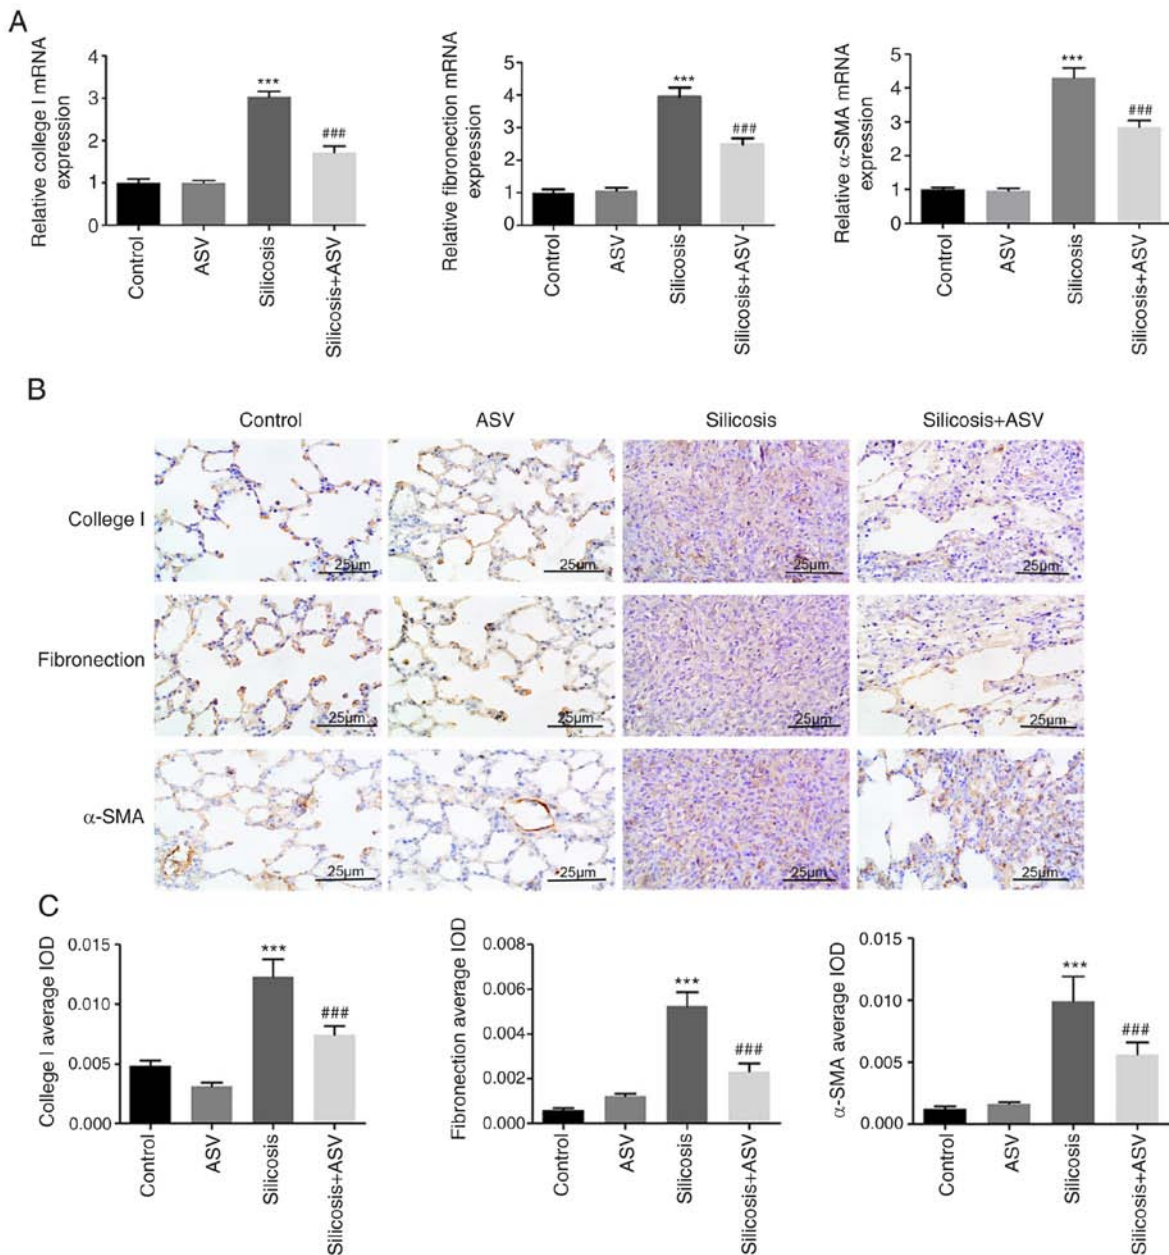 A
Relative college I mRNA
expression
4
3
2
1
0
***
###
Control
ASV
Silicosis
Silicosis+ASV
Relative fibronection mRNA
expression
5
4
3
2
1
0
***
###
Control
ASV
Silicosis
Silicosis+ASV
Relative α-SMA mRNA
expression
5
4
3
2
1
0
***
###
Control
ASV
Silicosis
Silicosis+ASV
B
Control ASV Silicosis Silicosis+ASV
College I
25μm 25μm 25μm 25μm
Fibronection
25μm 25μm 25μm 25μm
α-SMA
25μm 25μm 25μm 25μm
C
College I average IOD
0.015
0.010
0.005
0.000
***
###
Control
ASV
Silicosis
Silicosis+ASV
Fibronection average IOD
0.008
0.006
0.004
0.002
0.000
***
###
Control
ASV
Silicosis
Silicosis+ASV
α-SMA average IOD
0.015
0.010
0.005
0.000
***
###
Control
ASV
Silicosis
Silicosis+ASV